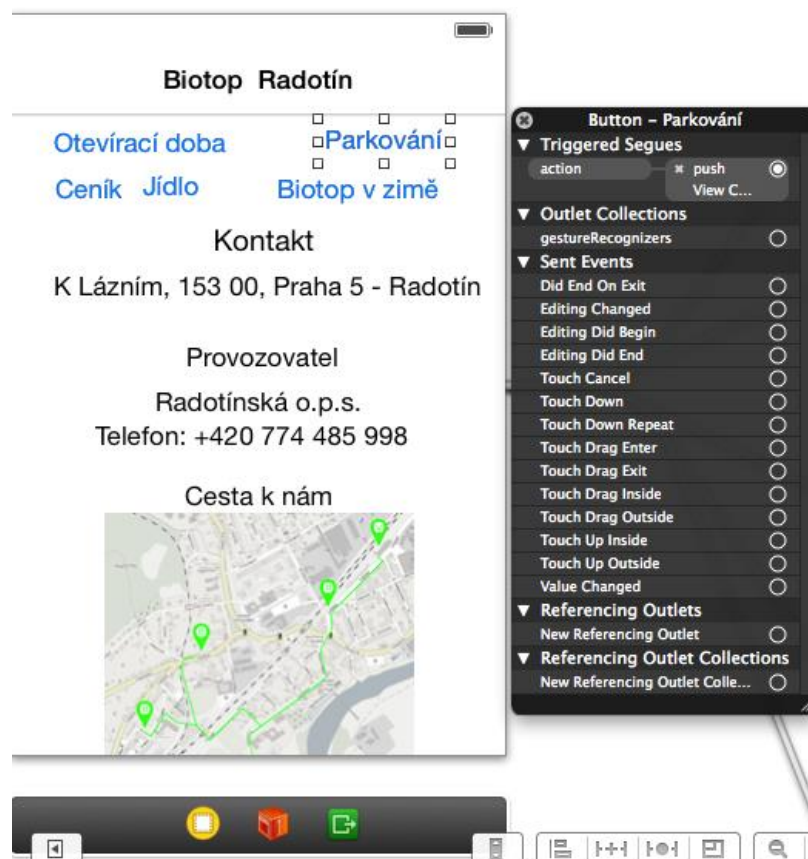 Biotop Radotín
Otevírací doba
Parkování
Ceník
Jídlo
Biotop v zimě
Kontakt
K Lázním, 153 00, Praha 5 - Radotín
Provozovatel
Radotínská o.p.s.
Telefon: +420 774 485 998
Cesta k nám
Button – Parkování
Triggered Segues
action
push
View C...
Outlet Collections
gestureRecognizers
Sent Events
Did End On Exit
Editing Changed
Editing Did Begin
Editing Did End
Touch Cancel
Touch Down
Touch Down Repeat
Touch Drag Enter
Touch Drag Exit
Touch Drag Inside
Touch Drag Outside
Touch Up Inside
Touch Up Outside
Value Changed
Referencing Outlets
New Referencing Outlet
Referencing Outlet Collections
New Referencing Outlet Colle...